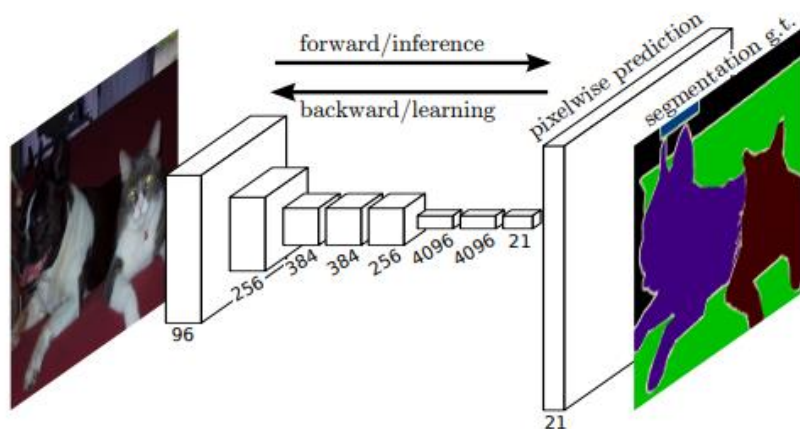 forward/inference
backward/learning
pixelwise prediction
segmentation g.t.
96
256
384
384
256
4096
4096
21
21